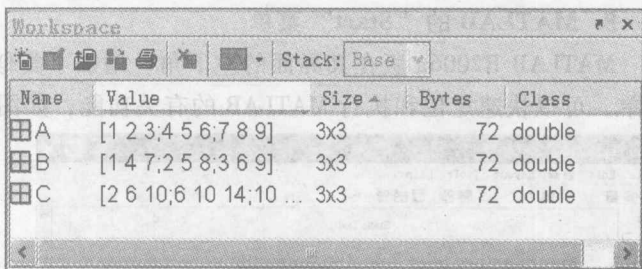 Workspace
Stack: Base
Name Value Size Bytes Class
A [1 2 3;4 5 6;7 8 9] 3x3 72 double
B [1 4 7;2 5 8;3 6 9] 3x3 72 double
C [2 6 10;6 10 14;10 ... 3x3 72 double